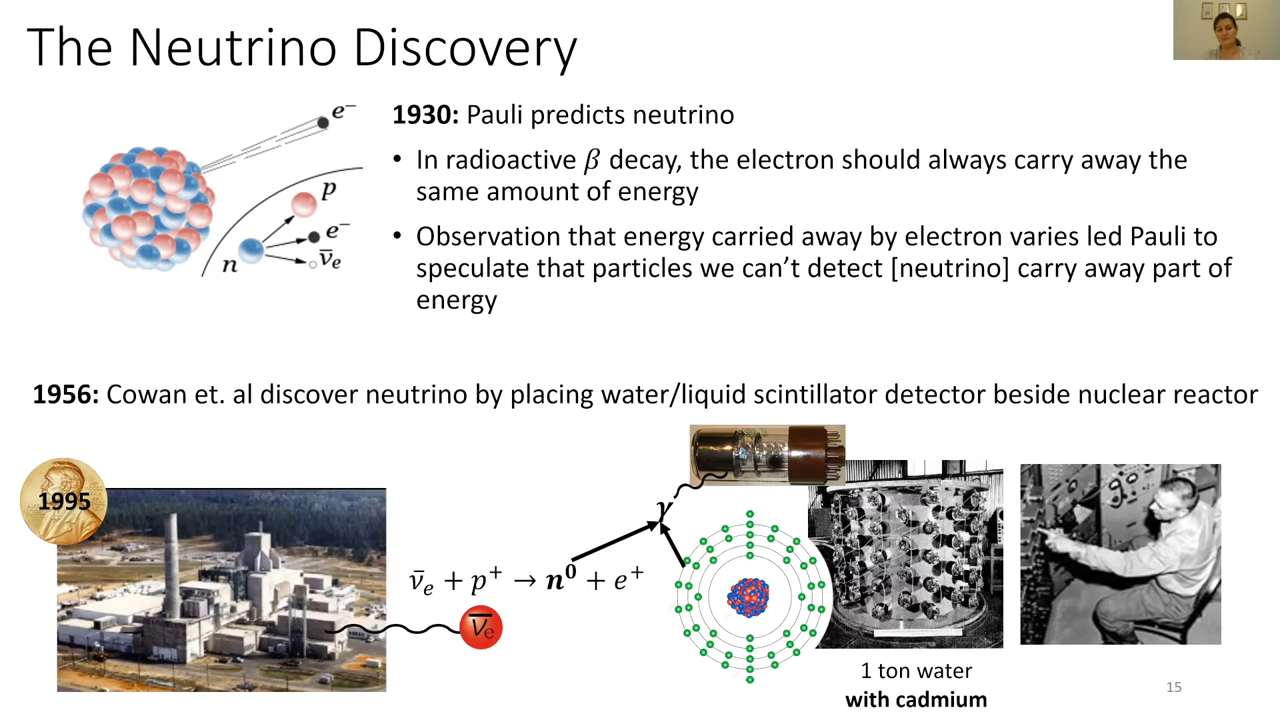 The Neutrino Discovery
e⁻
p
e⁻
ν̅ₑ
n
1930: Pauli predicts neutrino
• In radioactive β decay, the electron should always carry away the
same amount of energy
• Observation that energy carried away by electron varies led Pauli to
speculate that particles we can’t detect [neutrino] carry away part of
energy
1956: Cowan et. al discover neutrino by placing water/liquid scintillator detector beside nuclear reactor
1995
γ
ν̅ₑ + p⁺ → n⁰ + e⁺
ν̅ₑ
1 ton water
with cadmium
15